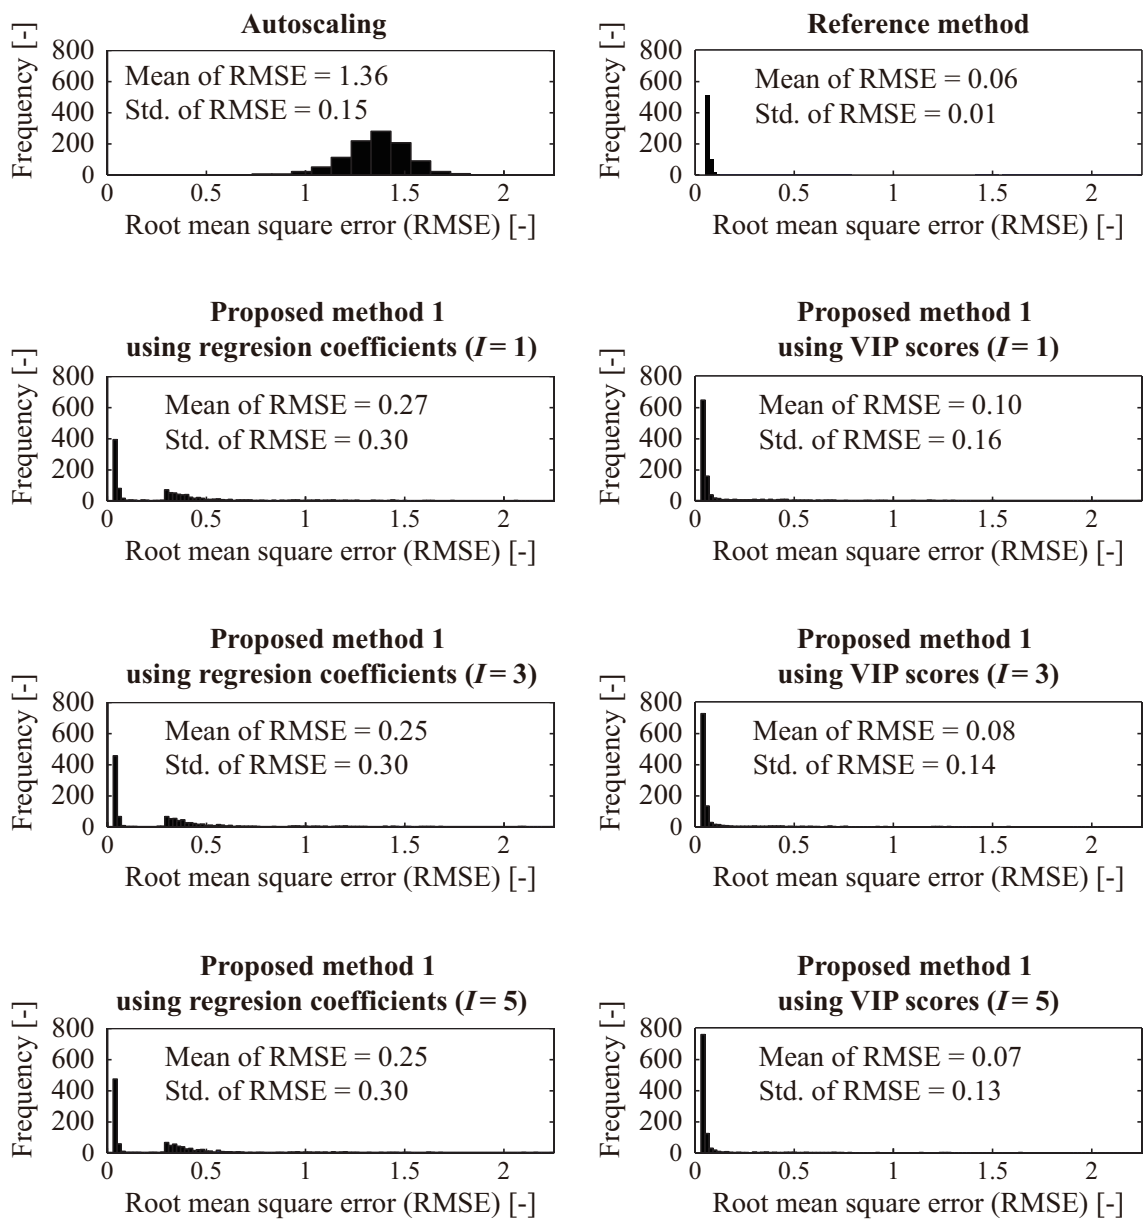 Autoscaling
Frequency [-]
800
600
400
200
0
Mean of RMSE = 1.36
Std. of RMSE = 0.15
0 0.5 1 1.5 2
Root mean square error (RMSE) [-]
Reference method
Frequency [-]
800
600
400
200
0
Mean of RMSE = 0.06
Std. of RMSE = 0.01
0 0.5 1 1.5 2
Root mean square error (RMSE) [-]
Proposed method 1
using regresion coefficients (I = 1)
Frequency [-]
800
600
400
200
0
Mean of RMSE = 0.27
Std. of RMSE = 0.30
0 0.5 1 1.5 2
Root mean square error (RMSE) [-]
Proposed method 1
using VIP scores (I = 1)
Frequency [-]
800
600
400
200
0
Mean of RMSE = 0.10
Std. of RMSE = 0.16
0 0.5 1 1.5 2
Root mean square error (RMSE) [-]
Proposed method 1
using regresion coefficients (I = 3)
Frequency [-]
800
600
400
200
0
Mean of RMSE = 0.25
Std. of RMSE = 0.30
0 0.5 1 1.5 2
Root mean square error (RMSE) [-]
Proposed method 1
using VIP scores (I = 3)
Frequency [-]
800
600
400
200
0
Mean of RMSE = 0.08
Std. of RMSE = 0.14
0 0.5 1 1.5 2
Root mean square error (RMSE) [-]
Proposed method 1
using regresion coefficients (I = 5)
Frequency [-]
800
600
400
200
0
Mean of RMSE = 0.25
Std. of RMSE = 0.30
0 0.5 1 1.5 2
Root mean square error (RMSE) [-]
Proposed method 1
using VIP scores (I = 5)
Frequency [-]
800
600
400
200
0
Mean of RMSE = 0.07
Std. of RMSE = 0.13
0 0.5 1 1.5 2
Root mean square error (RMSE) [-]